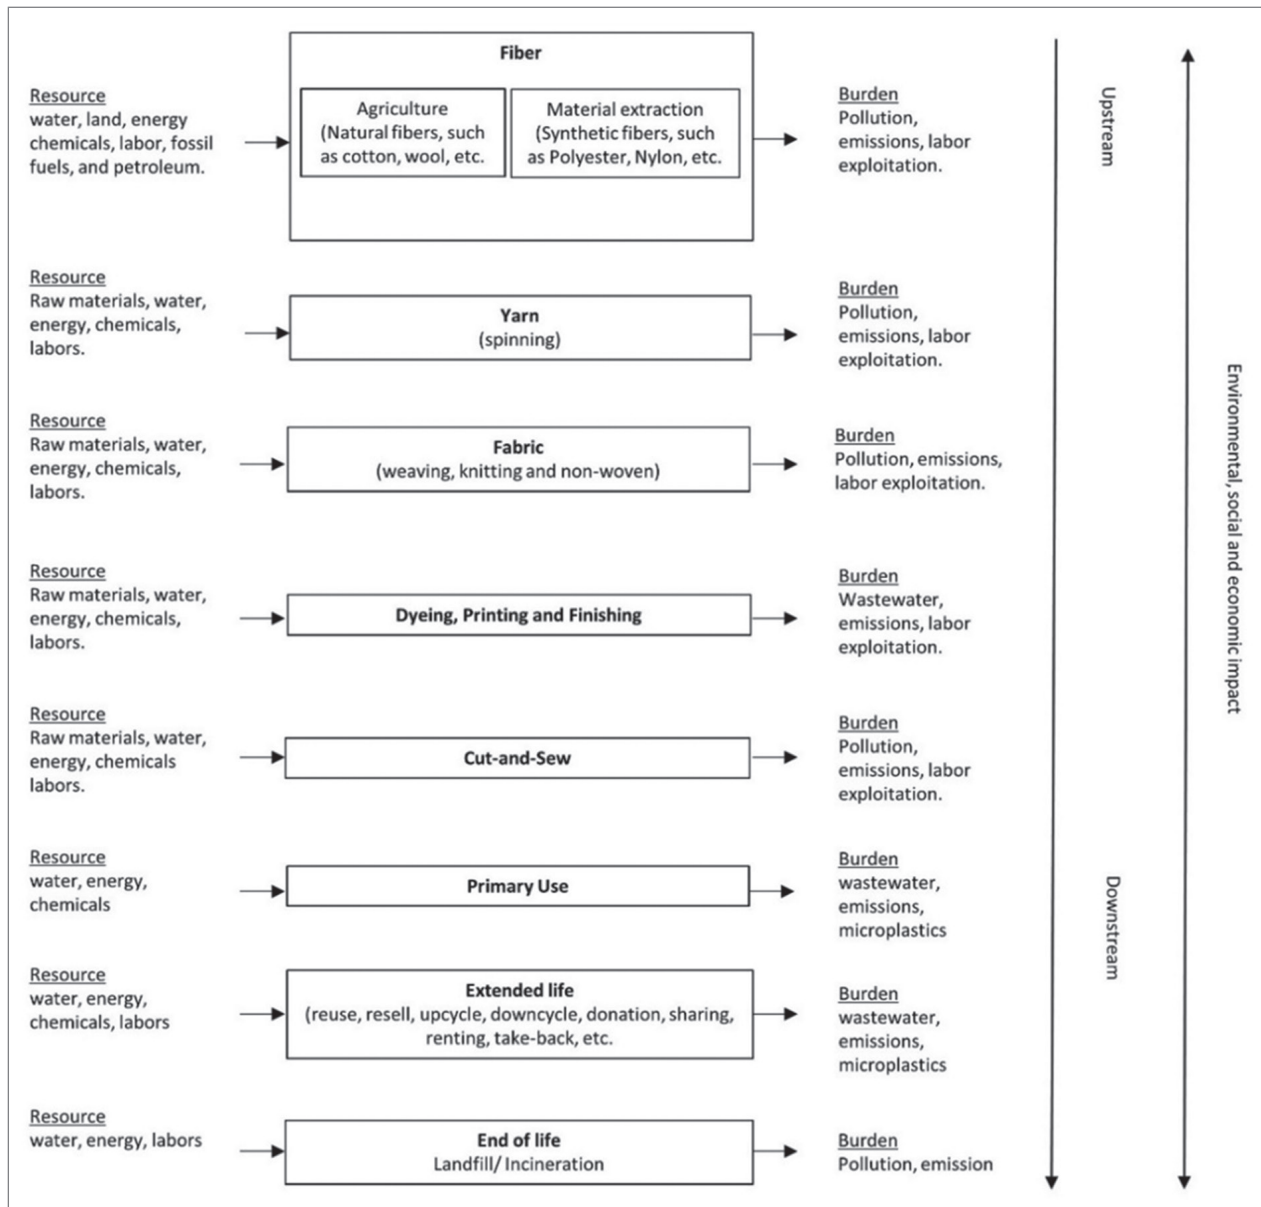 Fiber
Resource
water, land, energy
chemicals, labor, fossil
fuels, and petroleum.
Agriculture
(Natural fibers, such
as cotton, wool, etc.
Material extraction
(Synthetic fibers, such
as Polyester, Nylon, etc.
Burden
Pollution,
emissions, labor
exploitation.
Upstream
Resource
Raw materials, water,
energy, chemicals,
labors.
Yarn
(spinning)
Burden
Pollution,
emissions, labor
exploitation.
Resource
Raw materials, water,
energy, chemicals,
labors.
Fabric
(weaving, knitting and non-woven)
Burden
Pollution, emissions,
labor exploitation.
Environmental, social and economic impact
Resource
Raw materials, water,
energy, chemicals,
labors.
Dyeing, Printing and Finishing
Burden
Wastewater,
emissions, labor
exploitation.
Resource
Raw materials, water,
energy, chemicals
labors.
Cut-and-Sew
Burden
Pollution,
emissions, labor
exploitation.
Resource
water, energy,
chemicals
Primary Use
Burden
wastewater,
emissions,
microplastics
Downstream
Resource
water, energy,
chemicals, labors
Extended life
(reuse, resell, upcycle, downcycle, donation, sharing,
renting, take-back, etc.
Burden
wastewater,
emissions,
microplastics
Resource
water, energy, labors
End of life
Landfill/ Incineration
Burden
Pollution, emission